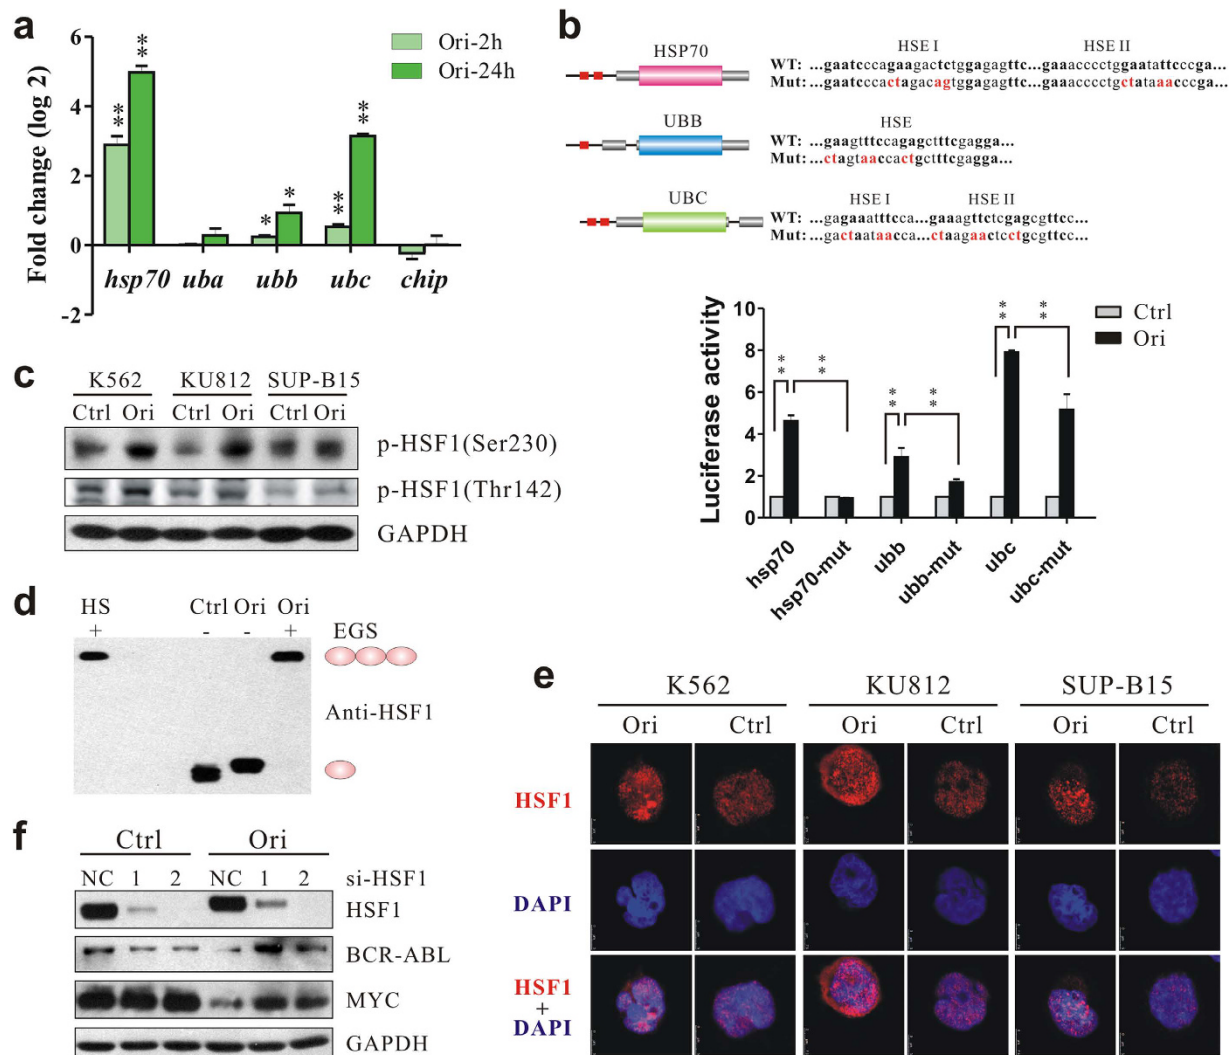 a
Fold change (log 2)
6
4
2
0
-2
Ori-2h
Ori-24h
**
**
*
*
**
**
hsp70 uba ubb ubc chip
b
HSP70
HSE I HSE II
WT: ...gaatcccagaagactctggagagttc...gaaacccctggaatattcccga...
Mut: ...gaatcccactagacagtggagagttc...gaaacccctgctataaacccga...
UBB
HSE
WT: ...gaagtttccagagctttcgagga...
Mut: ...ctagtaaccactgctttcgagga...
UBC
HSE I HSE II
WT: ...gagaaatttcca...gaaagttctcgagcgttcc...
Mut: ...gactaataacca...ctaagaactcctgcgttcc...
Luciferase activity
10
8
6
4
2
0
Ctrl
Ori
** **
** **
** **
hsp70 hsp70-mut ubb ubb-mut ubc ubc-mut
c
K562 KU812 SUP-B15
Ctrl Ori Ctrl Ori Ctrl Ori
p-HSF1(Ser230)
p-HSF1(Thr142)
GAPDH
d
HS Ctrl Ori Ori
+ - - + EGS
Anti-HSF1
e
K562 KU812 SUP-B15
Ori Ctrl Ori Ctrl Ori Ctrl
HSF1
DAPI
HSF1
+
DAPI
f
Ctrl Ori
NC 1 2 NC 1 2 si-HSF1
HSF1
BCR-ABL
MYC
GAPDH